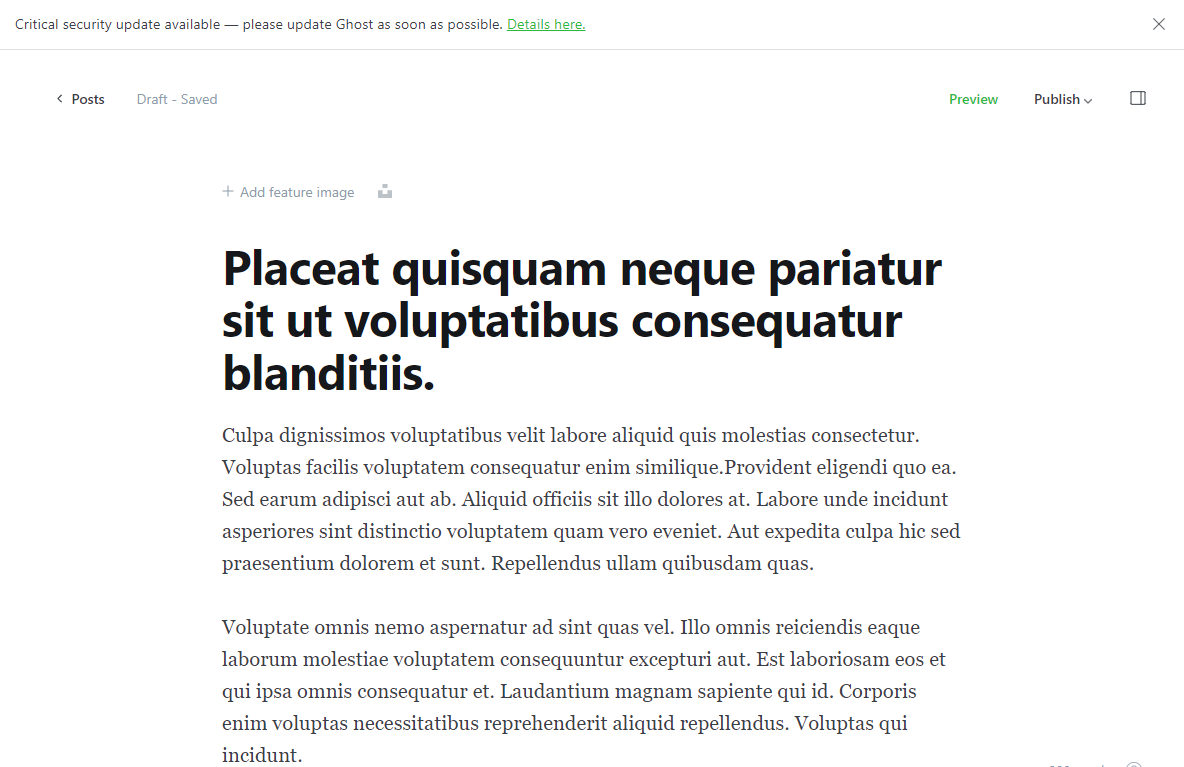 Critical security update available — please update Ghost as soon as possible. Details here.
Posts
Draft - Saved
Preview
Publish
Add feature image
Placeat quisquam neque pariatur
sit ut voluptatibus consequatur
blanditiis.
Culpa dignissimos voluptatibus velit labore aliquid quis molestias consectetur.
Voluptas facilis voluptatem consequatur enim similique.Provident eligendi quo ea.
Sed earum adipisci aut ab. Aliquid officiis sit illo dolores at. Labore unde incidunt
asperiores sint distinctio voluptatem quam vero eveniet. Aut expedita culpa hic sed
praesentium dolorem et sunt. Repellendus ullam quibusdam quas.
Voluptate omnis nemo aspernatur ad sint quas vel. Illo omnis reiciendis eaque
laborum molestiae voluptatem consequuntur excepturi aut. Est laboriosam eos et
qui ipsa omnis consequatur et. Laudantium magnam sapiente qui id. Corporis
enim voluptas necessitatibus reprehenderit aliquid repellendus. Voluptas qui
incidunt.